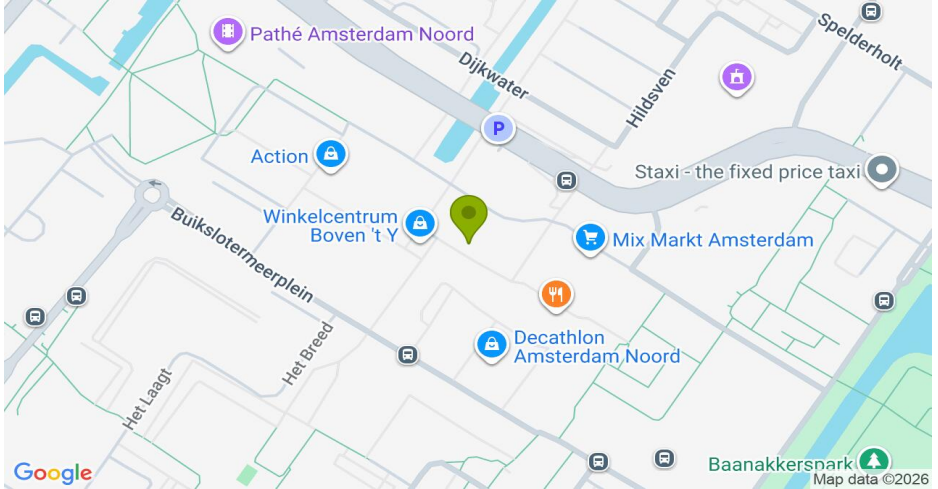 Pathé Amsterdam Noord
Spelderholt
Dijkwater
Hildsven
P
Action
Staxi - the fixed price taxi
Winkelcentrum
Boven 't Y
Buikslotermeerplein
Mix Markt Amsterdam
Decathlon
Amsterdam Noord
Het Breed
Het Laagt
Baanakkerspark
Google
Map data ©2026